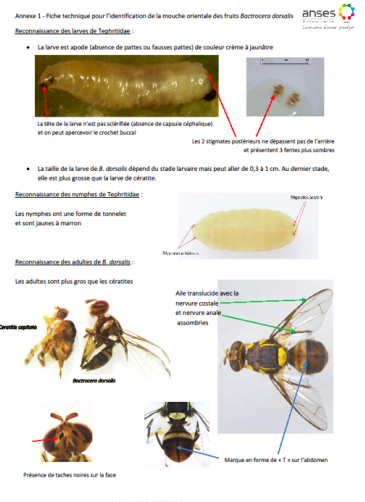 Annexe 1 - Fiche technique pour l'identification de la mouche orientale des fruits Bactrocera dorsalis
anses
Reconnaissance des larves de Tephritidae :
• La larve est apode (absence de pattes ou fausses pattes) de couleur crème à jaunâtre
La tête de la larve n'est pas sclérifiée (absence de capsule céphalique)
et on peut apercevoir le crochet buccal
Les 2 stigmates postérieurs ne dépassent pas de l'arrière
et présentent 3 fentes plus sombres
• La taille de la larve de B. dorsalis dépend du stade larvaire mais peut aller de 0,3 à 1 cm. Au dernier stade,
elle est plus grosse que la larve de cératite.
Reconnaissance des nymphes de Tephritidae :
Les nymphes ont une forme de tonnelet
et sont jaunes à marron
Reconnaissance des adultes de B. dorsalis :
Les adultes sont plus gros que les cératites
Aile translucide avec la
nervure costale
et nervure anale
assombries
Ceratitis capitata
Bactrocera dorsalis
Marque en forme de « T » sur l'abdomen
Présence de taches noires sur la face